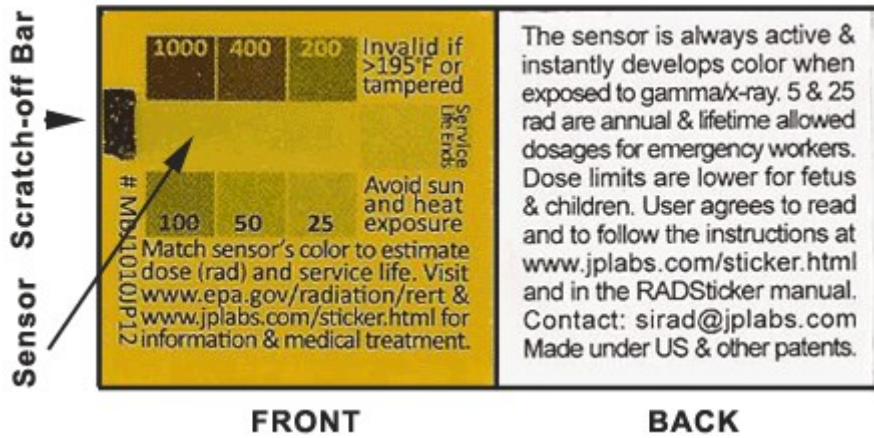 Sensor Scratch-off Bar
1000 400 200
Invalid if
>195°F or
tampered
Service
Life Ends
Avoid sun
and heat
exposure
100 50 25
# MDJ1010JP12
Match sensor's color to estimate
dose (rad) and service life. Visit
www.epa.gov/radiation/rert &
www.jplabs.com/sticker.html for
information & medical treatment.
FRONT
The sensor is always active &
instantly develops color when
exposed to gamma/x-ray. 5 & 25
rad are annual & lifetime allowed
dosages for emergency workers.
Dose limits are lower for fetus
& children. User agrees to read
and to follow the instructions at
www.jplabs.com/sticker.html
and in the RADSticker manual.
Contact: sirad@jplabs.com
Made under US & other patents.
BACK